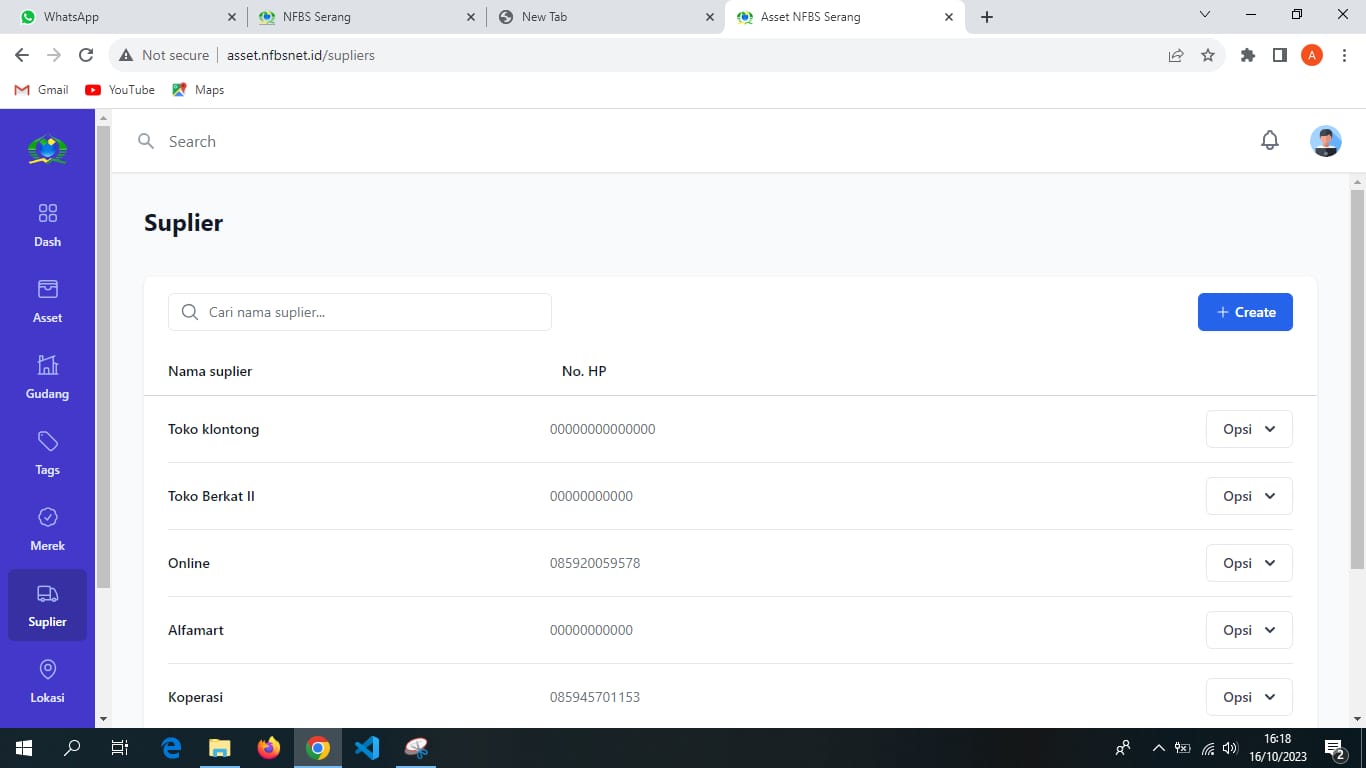 WhatsApp
NFBS Serang
New Tab
Asset NFBS Serang
Not secure
asset.nfbsnet.id/supliers
A
Gmail
YouTube
Maps
Search
Dash
Asset
Gudang
Tags
Merek
Suplier
Lokasi
Suplier
Cari nama suplier...
Create
Nama suplier No. HP
Toko klontong 00000000000000 Opsi
Toko Berkat II 00000000000 Opsi
Online 085920059578 Opsi
Alfamart 00000000000 Opsi
Koperasi 085945701153 Opsi
16:18
16/10/2023
2